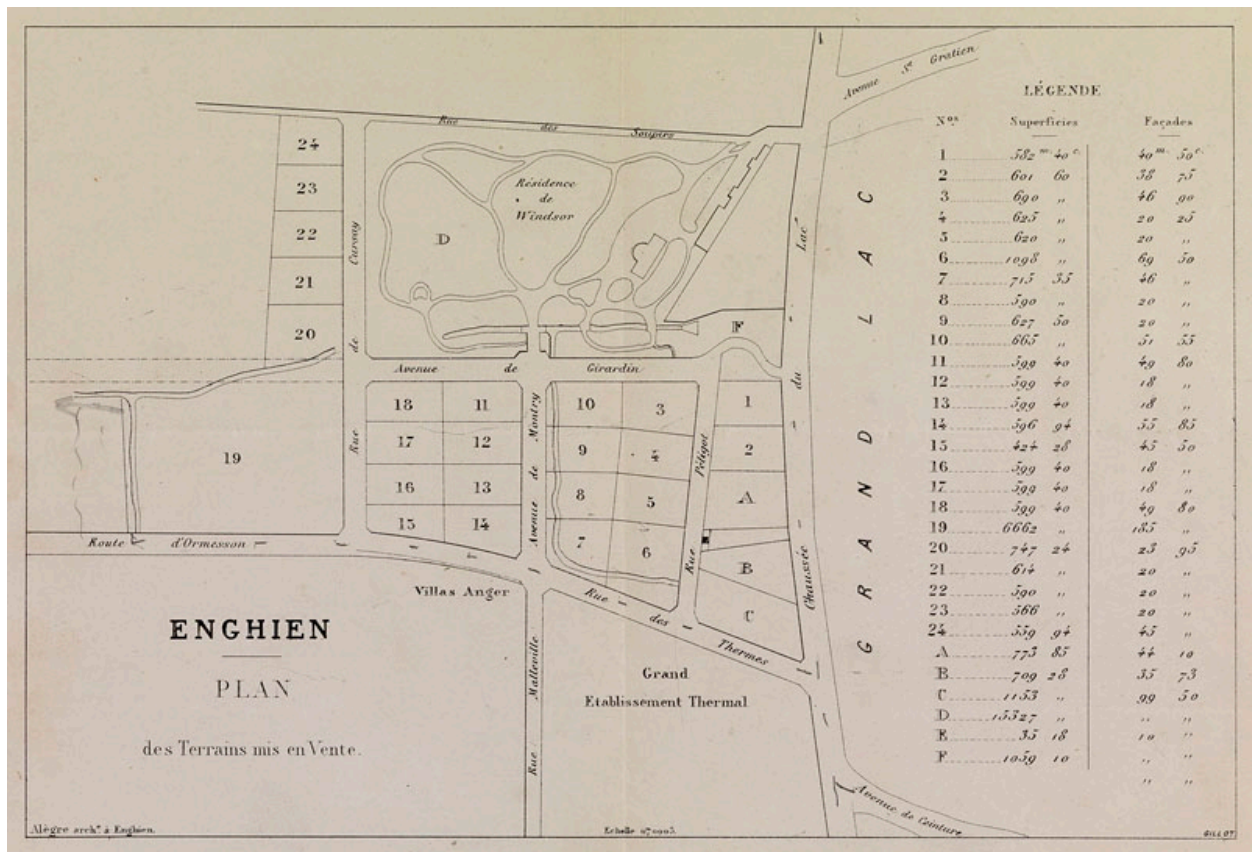 Avenue St. Gratien
Rue des Soupirs
Résidence
de
Windsor
D
24
23
22
21
20
19
Rue de Cursay
F
Avenue de Girardin
18 11
17 12
16 13
15 14
Avenue de Montry
10 3
9 4
8 5
7 6
Rue Péligot
1
2
A
B
C
Chaussée du Lac
GRAND LAC
Route d'Ormesson
Villas Anger
Rue des Thermes
Rue Malleville
Grand
Etablissement Thermal
Avenue de Ceinture
ENGHIEN
PLAN
des Terrains mis en Vente.
LÉGENDE
Nos. Superficies Façades
1 582 m. 40 c. 40 m. 50 c.
2 601 60 38 75
3 690 „ 46 90
4 625 „ 20 25
5 620 „ 20 „
6 1098 „ 69 50
7 715 35 46 „
8 590 „ 20 „
9 627 50 20 „
10 665 „ 51 55
11 599 40 49 80
12 599 40 18 „
13 599 40 18 „
14 596 94 55 85
15 424 28 45 50
16 599 40 18 „
17 599 40 18 „
18 599 40 49 80
19 6662 „ 185 „
20 747 24 23 95
21 614 „ 20 „
22 590 „ 20 „
23 566 „ 20 „
24 559 94 45 „
A 773 85 44 10
B 709 28 35 73
C 1153 „ 99 50
D 15327 „ „ „
E 35 18 10 „
F 1059 10 „ „
„ „
Alègre archte. à Enghien.
GILLOT